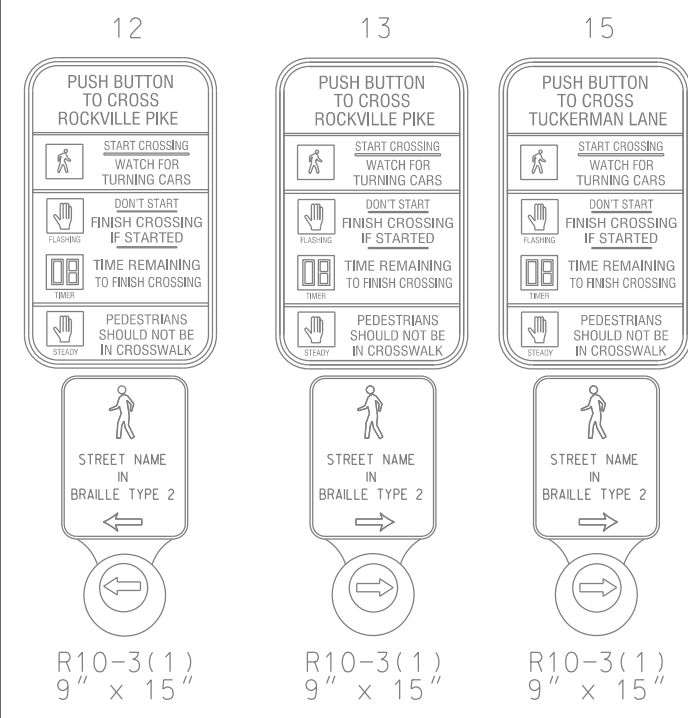 12
PUSH BUTTON
TO CROSS
ROCKVILLE PIKE
START CROSSING
WATCH FOR
TURNING CARS
DON'T START
FINISH CROSSING
IF STARTED
FLASHING
TIME REMAINING
TO FINISH CROSSING
08
TIMER
PEDESTRIANS
SHOULD NOT BE
IN CROSSWALK
STEADY
STREET NAME
IN
BRAILLE TYPE 2
R10-3(1)
9" x 15"
13
PUSH BUTTON
TO CROSS
ROCKVILLE PIKE
START CROSSING
WATCH FOR
TURNING CARS
DON'T START
FINISH CROSSING
IF STARTED
FLASHING
TIME REMAINING
TO FINISH CROSSING
08
TIMER
PEDESTRIANS
SHOULD NOT BE
IN CROSSWALK
STEADY
STREET NAME
IN
BRAILLE TYPE 2
R10-3(1)
9" x 15"
15
PUSH BUTTON
TO CROSS
TUCKERMAN LANE
START CROSSING
WATCH FOR
TURNING CARS
DON'T START
FINISH CROSSING
IF STARTED
FLASHING
TIME REMAINING
TO FINISH CROSSING
08
TIMER
PEDESTRIANS
SHOULD NOT BE
IN CROSSWALK
STEADY
STREET NAME
IN
BRAILLE TYPE 2
R10-3(1)
9" x 15"